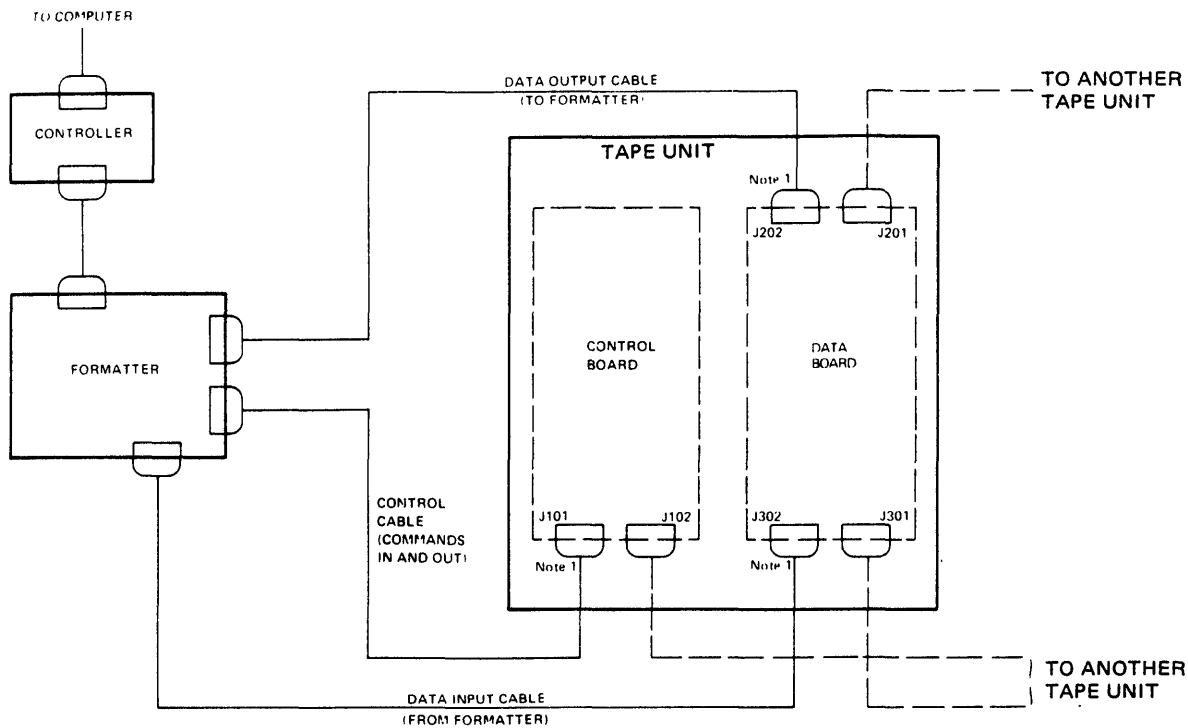 TO COMPUTER
CONTROLLER
FORMATTER
DATA OUTPUT CABLE
(TO FORMATTER)
TO ANOTHER
TAPE UNIT
TAPE UNIT
Note 1
J202
J201
CONTROL
BOARD
DATA
BOARD
CONTROL
CABLE
(COMMANDS
IN AND OUT)
J101
J102
J302
J301
Note 1
Note 1
TO ANOTHER
TAPE UNIT
DATA INPUT CABLE
(FROM FORMATTER)